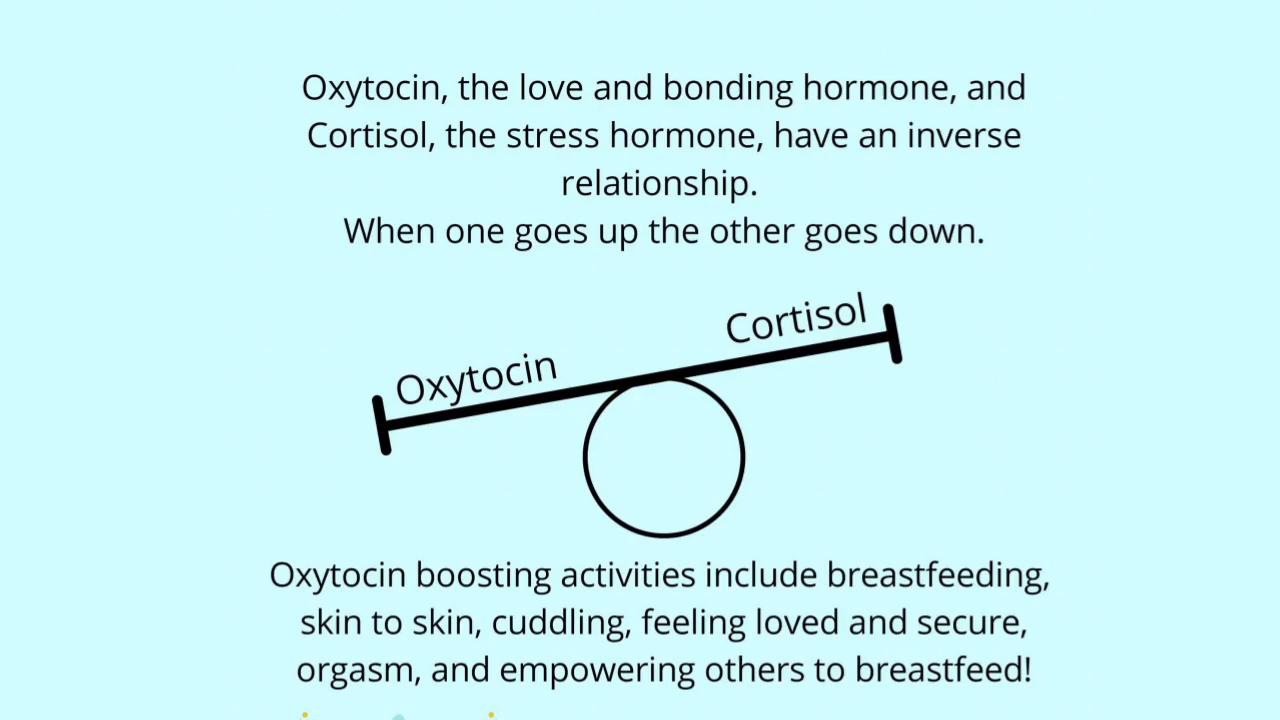 Oxytocin, the love and bonding hormone, and
Cortisol, the stress hormone, have an inverse
relationship.
When one goes up the other goes down.
Cortisol
Oxytocin
Oxytocin boosting activities include breastfeeding,
skin to skin, cuddling, feeling loved and secure,
orgasm, and empowering others to breastfeed!